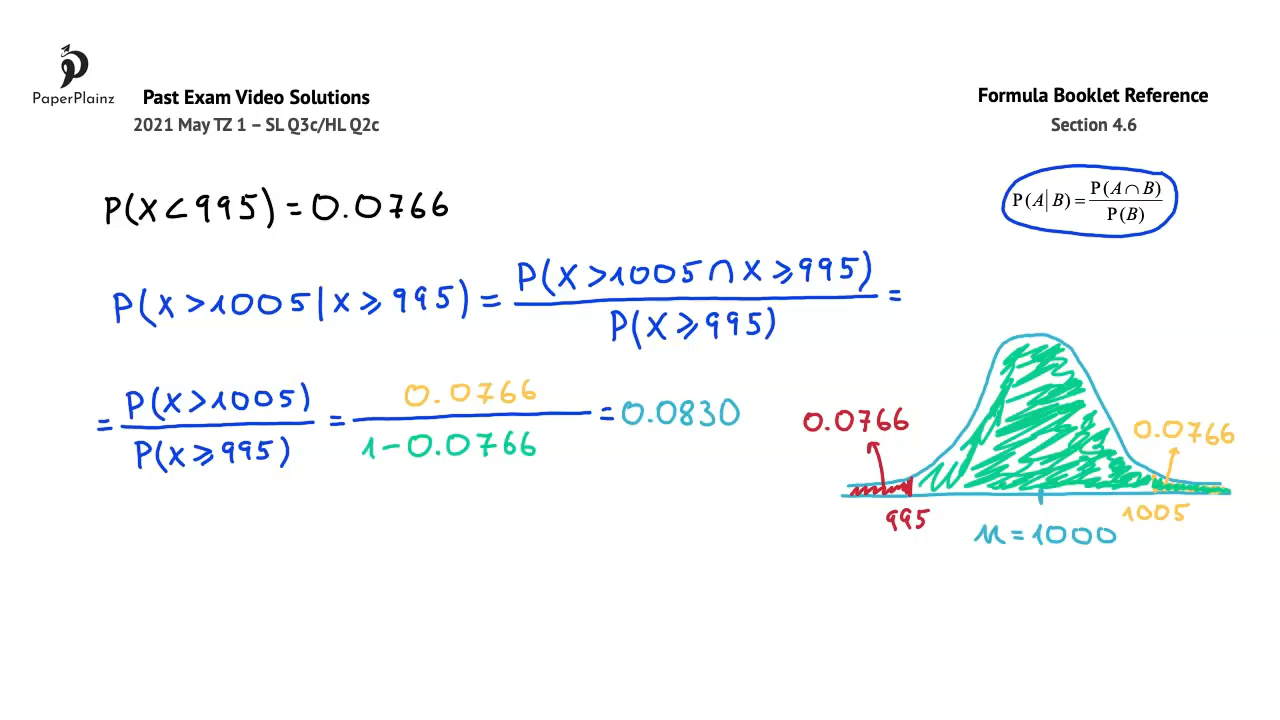 PaperPlainz
Past Exam Video Solutions
2021 May TZ 1 – SL Q3c/HL Q2c
Formula Booklet Reference
Section 4.6
P(A|B) = P(A∩B) / P(B)
P(X<995) = 0.0766
P(X>1005|X⩾995) = P(X>1005∩X⩾995) / P(X⩾995) =
= P(X>1005) / P(X⩾995) = 0.0766 / 1-0.0766 = 0.0830
0.0766
0.0766
995
1005
μ = 1000